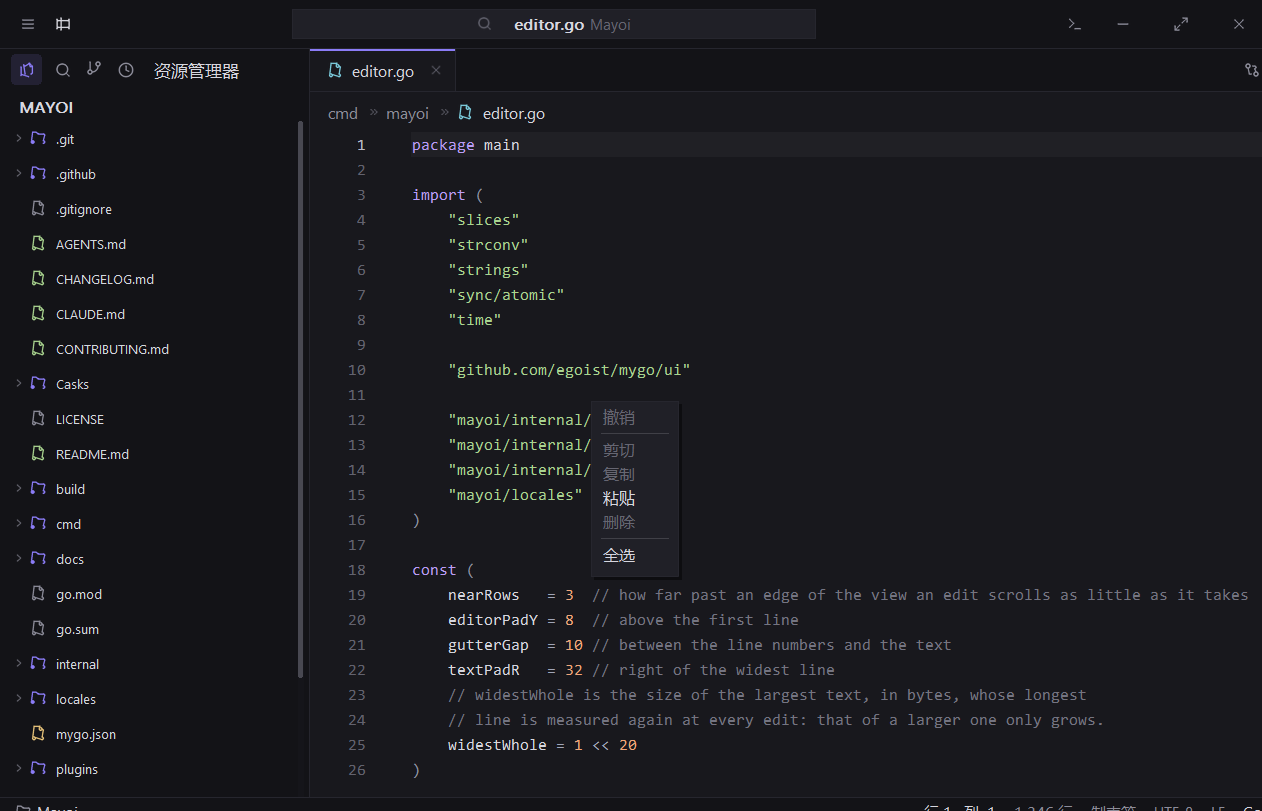 editor.go Mayoi
资源管理器
editor.go
MAYOI
cmd » mayoi » editor.go
.git
.github
.gitignore
AGENTS.md
CHANGELOG.md
CLAUDE.md
CONTRIBUTING.md
Casks
LICENSE
README.md
build
cmd
docs
go.mod
go.sum
internal
locales
mygo.json
plugins
1 package main
2
3 import (
4 "slices"
5 "strconv"
6 "strings"
7 "sync/atomic"
8 "time"
9
10 "github.com/egoist/mygo/ui"
11
12 "mayoi/internal/
13 "mayoi/internal/
14 "mayoi/internal/
15 "mayoi/locales"
16 )
17
18 const (
19 nearRows = 3 // how far past an edge of the view an edit scrolls as little as it takes
20 editorPadY = 8 // above the first line
21 gutterGap = 10 // between the line numbers and the text
22 textPadR = 32 // right of the widest line
23 // widestWhole is the size of the largest text, in bytes, whose longest
24 // line is measured again at every edit: that of a larger one only grows.
25 widestWhole = 1 << 20
26 )
撤销
剪切
复制
粘贴
删除
全选
Mayoi
行 1, 列 1